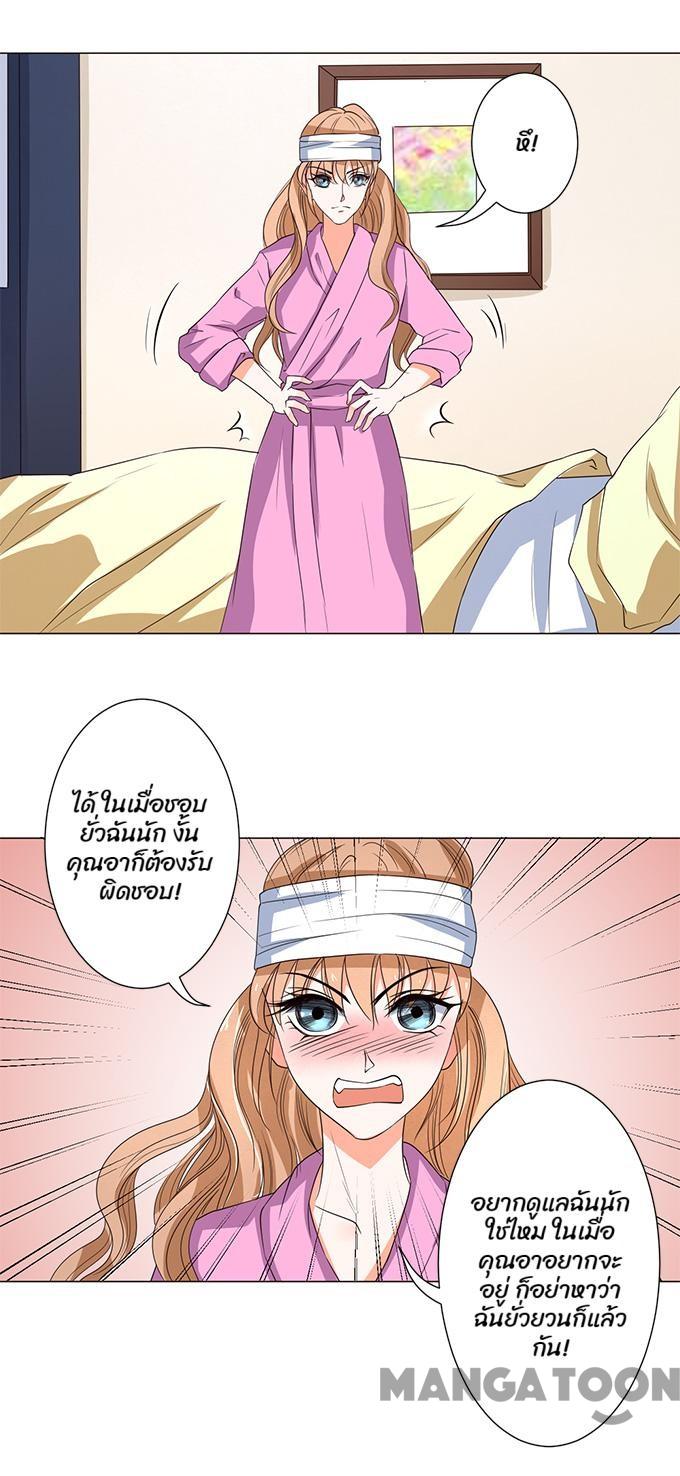 หึ!
ได้ ในเมื่อชอบ
ยั่วฉันนัก งั้น
คุณอาก็ต้องรับ
ผิดชอบ!
อยากดูแลฉันนัก
ใช่ไหม ในเมื่อ
คุณอาอยากจะ
อยู่ ก็อย่าหาว่า
ฉันยั่วยวนก็แล้ว
กัน!
MANGATOON